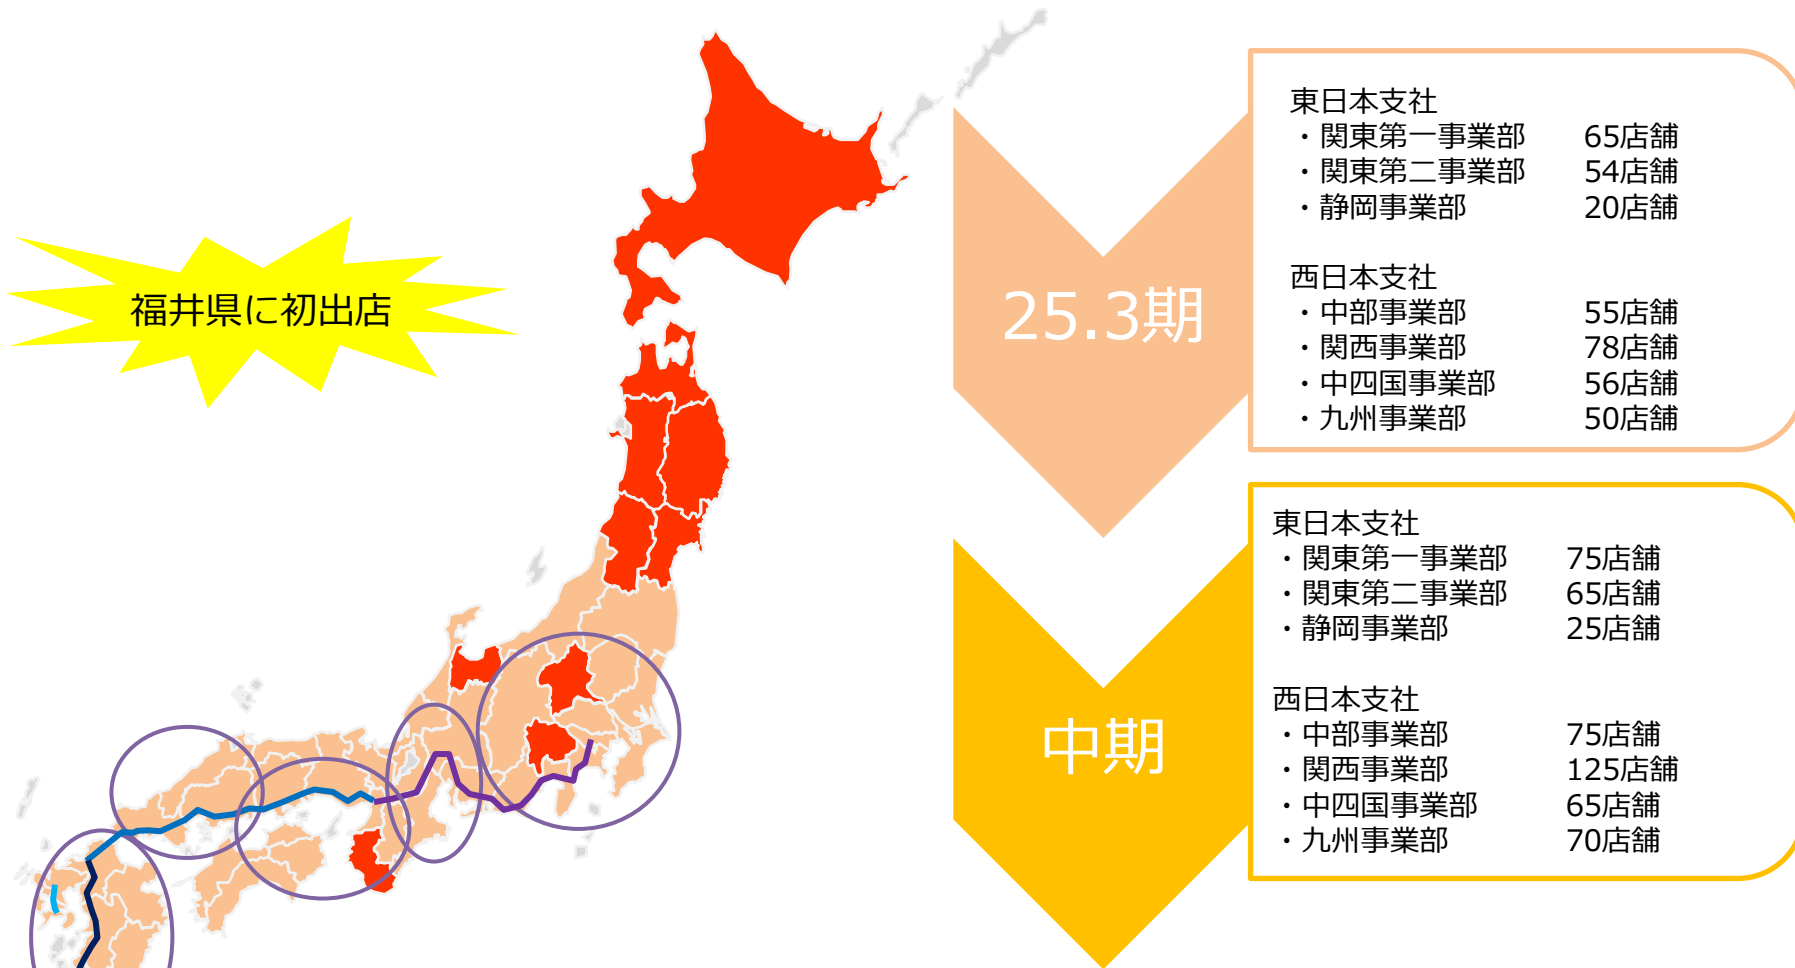 福井県に初出店
25.3期
東日本支社
・関東第一事業部 65店舗
・関東第二事業部 54店舗
・静岡事業部 20店舗
西日本支社
・中部事業部 55店舗
・関西事業部 78店舗
・中四国事業部 56店舗
・九州事業部 50店舗
中期
東日本支社
・関東第一事業部 75店舗
・関東第二事業部 65店舗
・静岡事業部 25店舗
西日本支社
・中部事業部 75店舗
・関西事業部 125店舗
・中四国事業部 65店舗
・九州事業部 70店舗